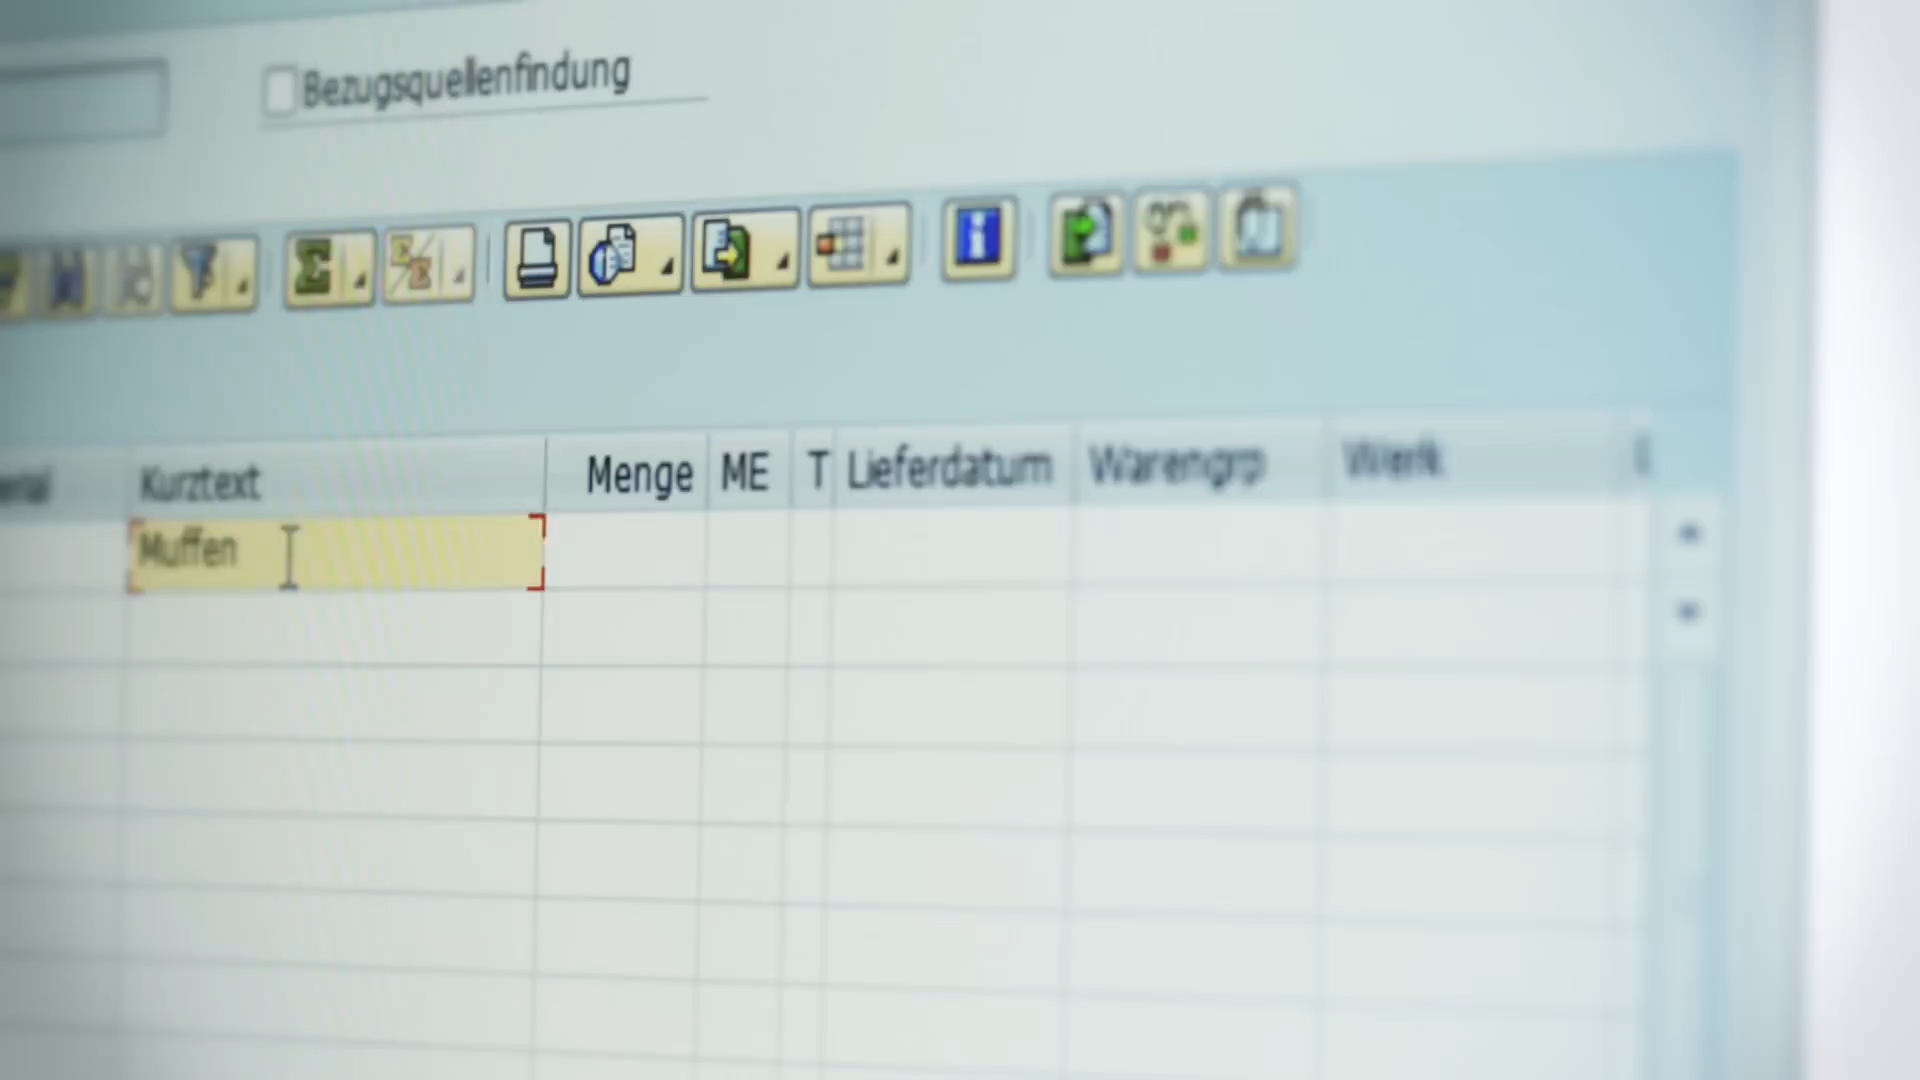 Bezugsquellenfindung
Kurztext Menge ME T Lieferdatum Warengrp Werk
Muffen